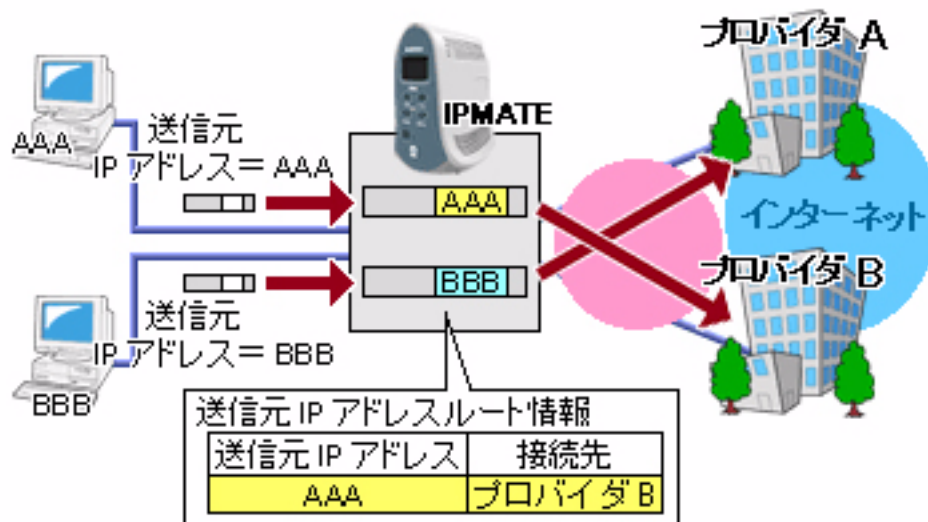 プロバイダ A
IPMATE
AAA
送信元
IP アドレス= AAA
AAA
インターネット
BBB
プロバイダ B
送信元
IP アドレス= BBB
BBB
送信元 IP アドレスルート情報
送信元 IP アドレス 接続先
AAA プロバイダ B